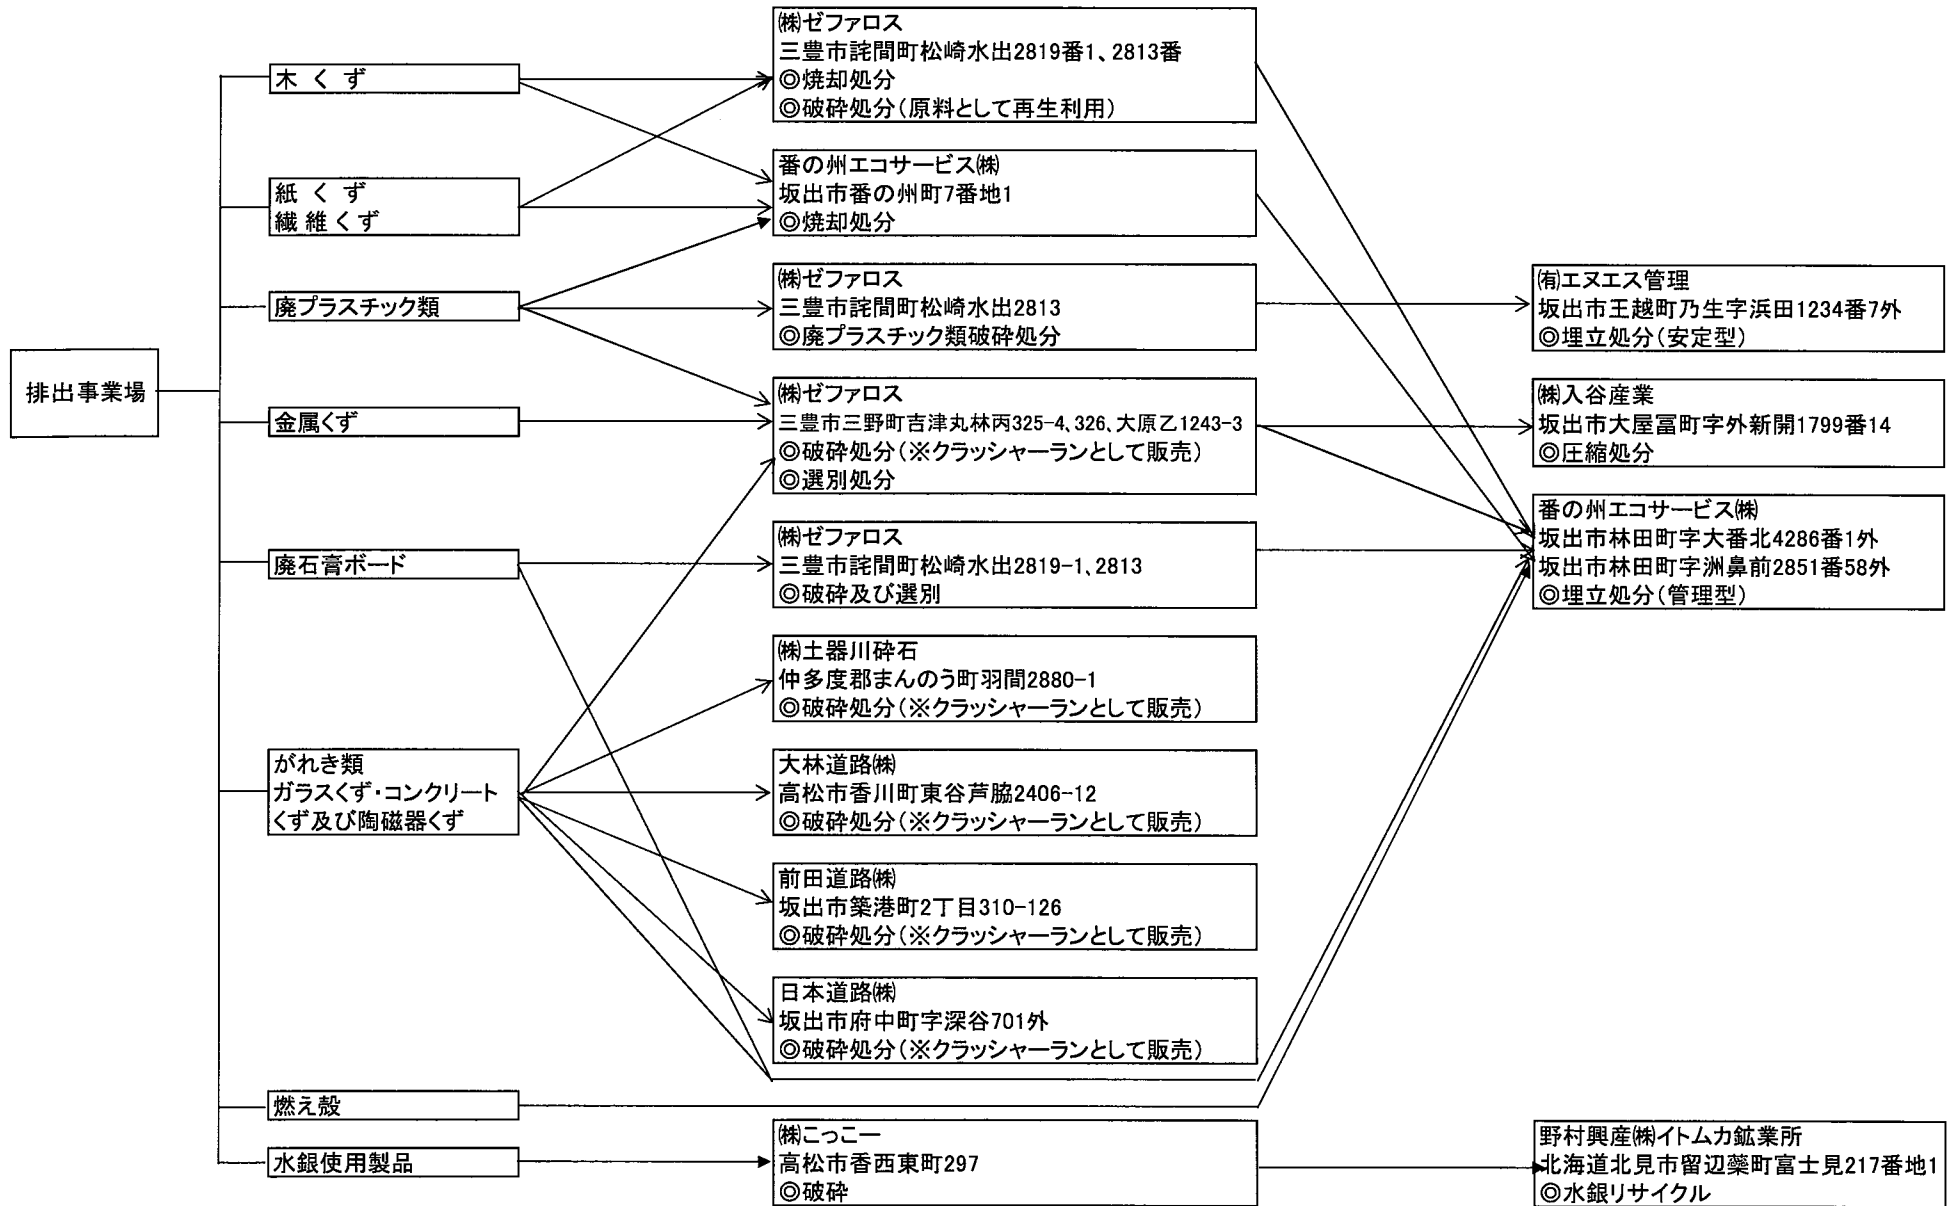 排出事業場
木くず
紙くず
繊維くず
廃プラスチック類
金属くず
廃石膏ボード
がれき類
ガラスくず・コンクリート
くず及び陶磁器くず
燃え殻
水銀使用製品
㈱ゼファロス
三豊市詫間町松崎水出2819番1、2813番
◎焼却処分
◎破砕処分(原料として再生利用)
番の州エコサービス㈱
坂出市番の州町7番地1
◎焼却処分
㈱ゼファロス
三豊市詫間町松崎水出2813
◎廃プラスチック類破砕処分
㈱ゼファロス
三豊市三野町吉津丸林丙325-4、326、大原乙1243-3
◎破砕処分(※クラッシャーランとして販売)
◎選別処分
㈱ゼファロス
三豊市詫間町松崎水出2819-1、2813
◎破砕及び選別
㈱土器川砕石
仲多度郡まんのう町羽間2880-1
◎破砕処分(※クラッシャーランとして販売)
大林道路㈱
高松市香川町東谷芦脇2406-12
◎破砕処分(※クラッシャーランとして販売)
前田道路㈱
坂出市築港町2丁目310-126
◎破砕処分(※クラッシャーランとして販売)
日本道路㈱
坂出市府中町字深谷701外
◎破砕処分(※クラッシャーランとして販売)
㈱こっこー
高松市香西東町297
◎破砕
㈲エヌエス管理
坂出市王越町乃生字浜田1234番7外
◎埋立処分(安定型)
㈱入谷産業
坂出市大屋冨町字外新開1799番14
◎圧縮処分
番の州エコサービス㈱
坂出市林田町字大番北4286番1外
坂出市林田町字洲鼻前2851番58外
◎埋立処分(管理型)
野村興産㈱イトムカ鉱業所
北海道北見市留辺蘂町富士見217番地1
◎水銀リサイクル